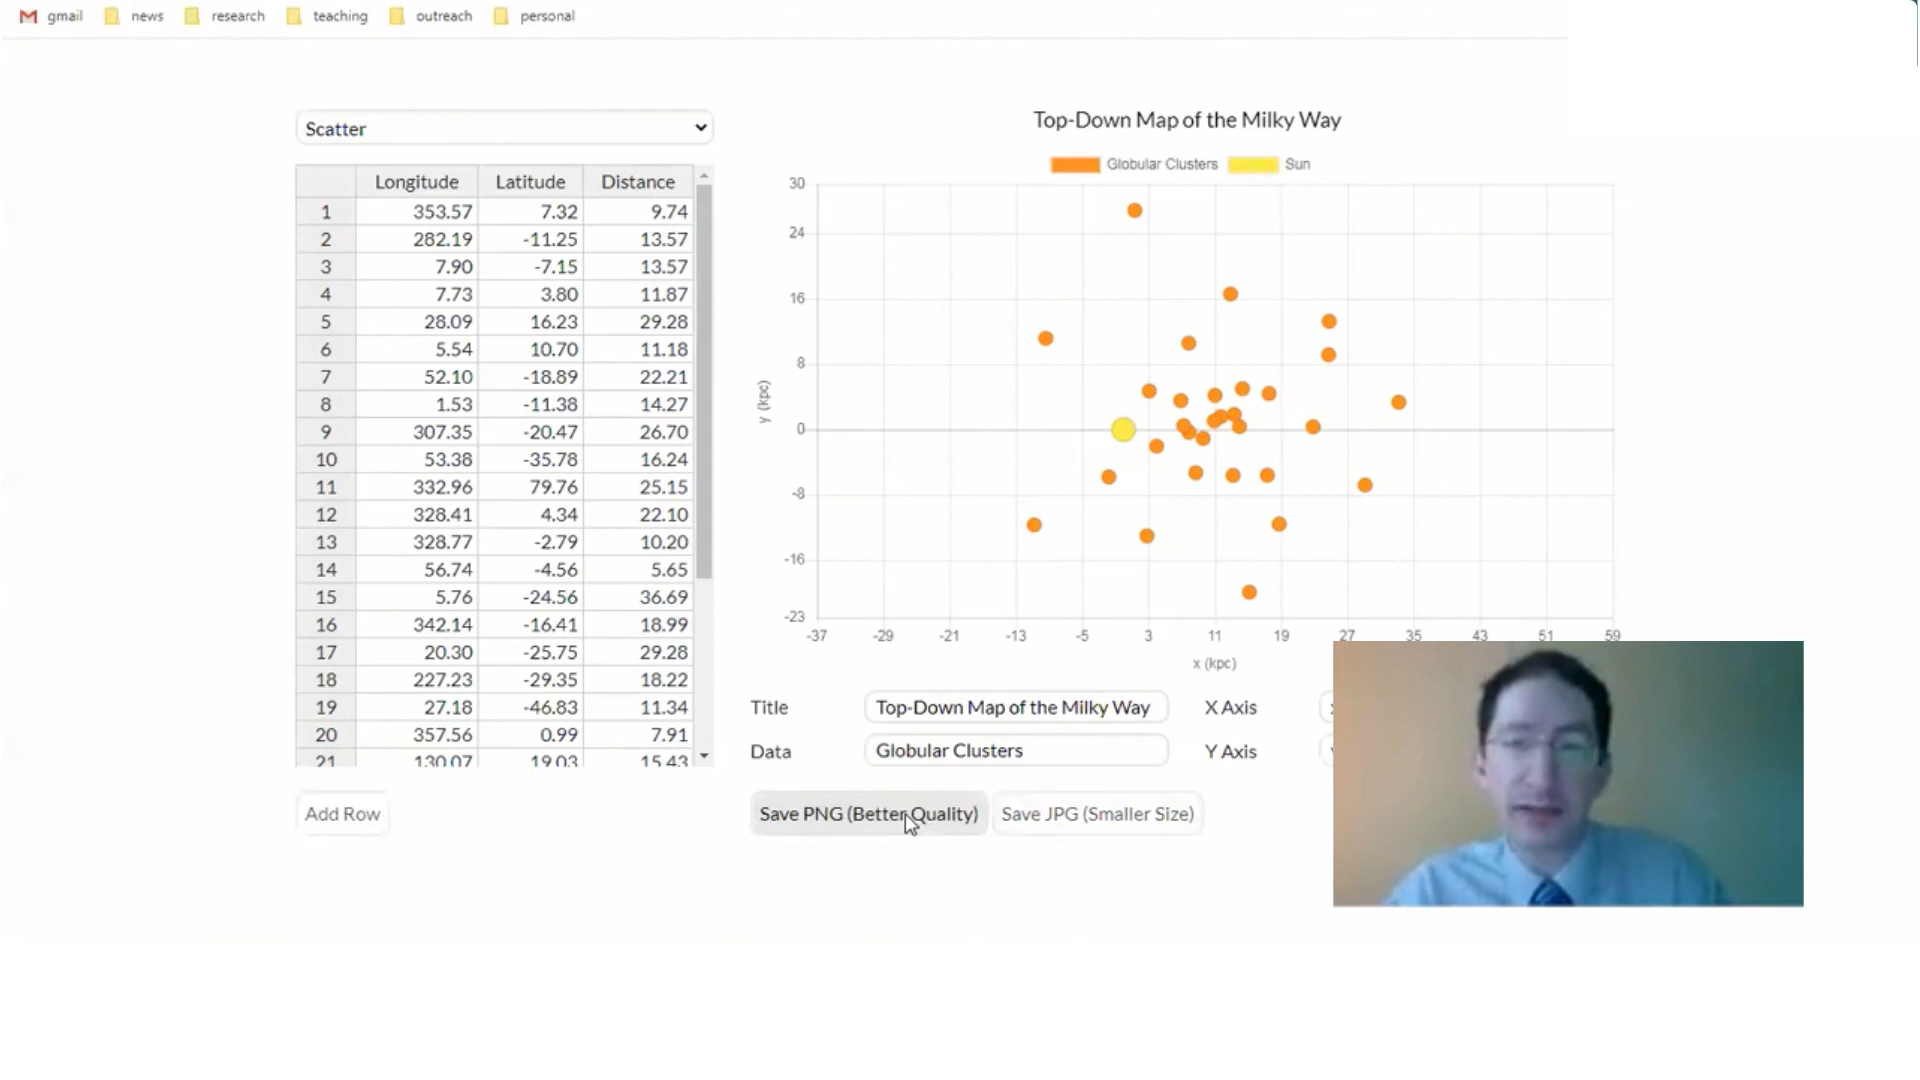 gmail news research teaching outreach personal
Scatter
Longitude Latitude Distance
1 353.57 7.32 9.74
2 282.19 -11.25 13.57
3 7.90 -7.15 13.57
4 7.73 3.80 11.87
5 28.09 16.23 29.28
6 5.54 10.70 11.18
7 52.10 -18.89 22.21
8 1.53 -11.38 14.27
9 307.35 -20.47 26.70
10 53.38 -35.78 16.24
11 332.96 79.76 25.15
12 328.41 4.34 22.10
13 328.77 -2.79 10.20
14 56.74 -4.56 5.65
15 5.76 -24.56 36.69
16 342.14 -16.41 18.99
17 20.30 -25.75 29.28
18 227.23 -29.35 18.22
19 27.18 -46.83 11.34
20 357.56 0.99 7.91
21 130.07 19.03 15.43
Add Row
Top-Down Map of the Milky Way
Globular Clusters Sun
30
24
16
8
0
-8
-16
-23
y (kpc)
-37 -29 -21 -13 -5 3 11 19 27 35 43 51 59
x (kpc)
Title Top-Down Map of the Milky Way X Axis
Data Globular Clusters Y Axis
Save PNG (Better Quality) Save JPG (Smaller Size)